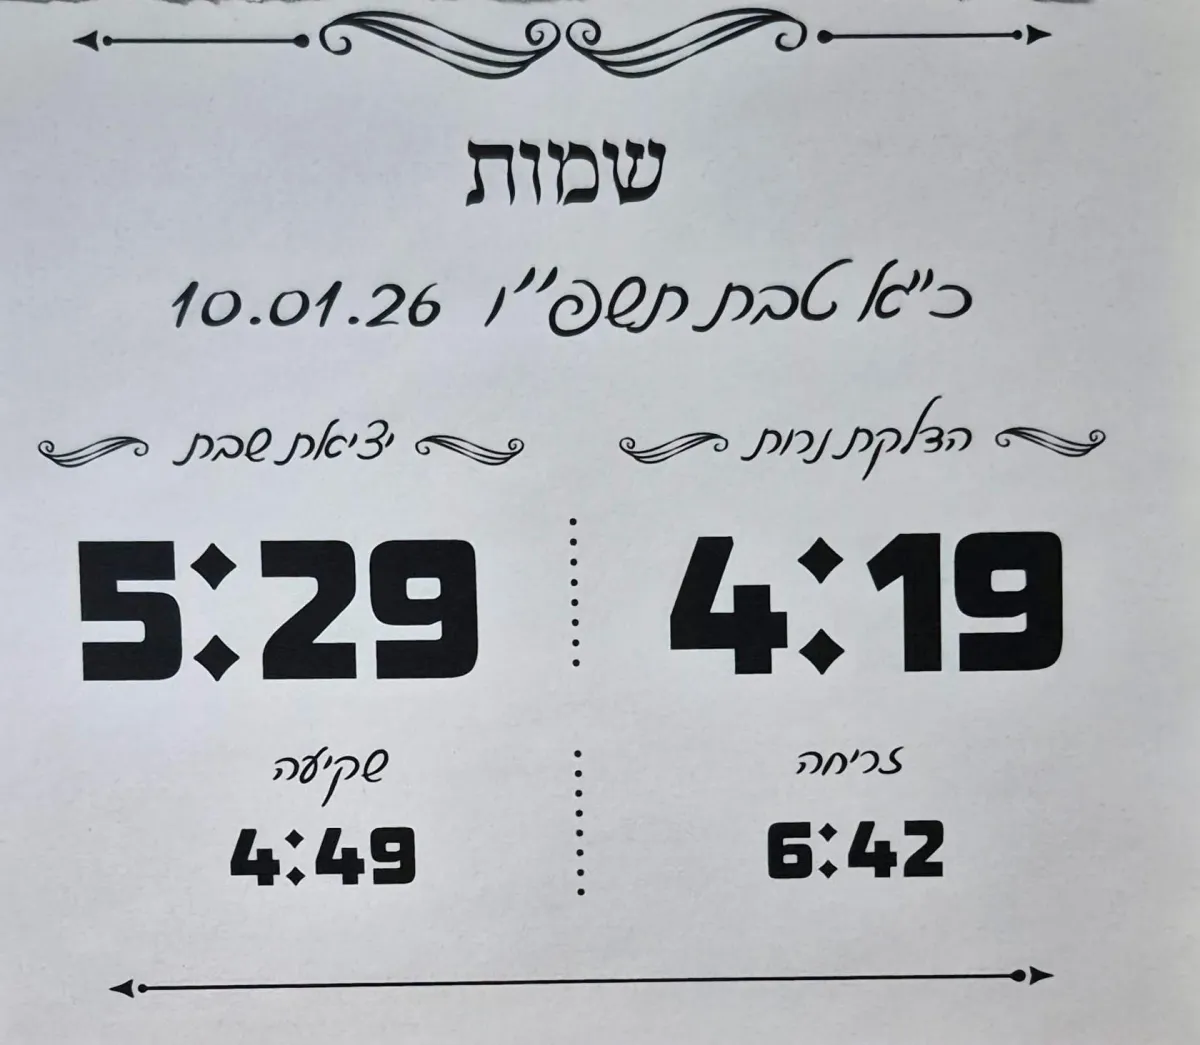 שמות
כ"א טבת תשפ"ו 10.01.26
הדלקת נרות יציאת שבת
4:19 5:29
זריחה שקיעה
6:42 4:49